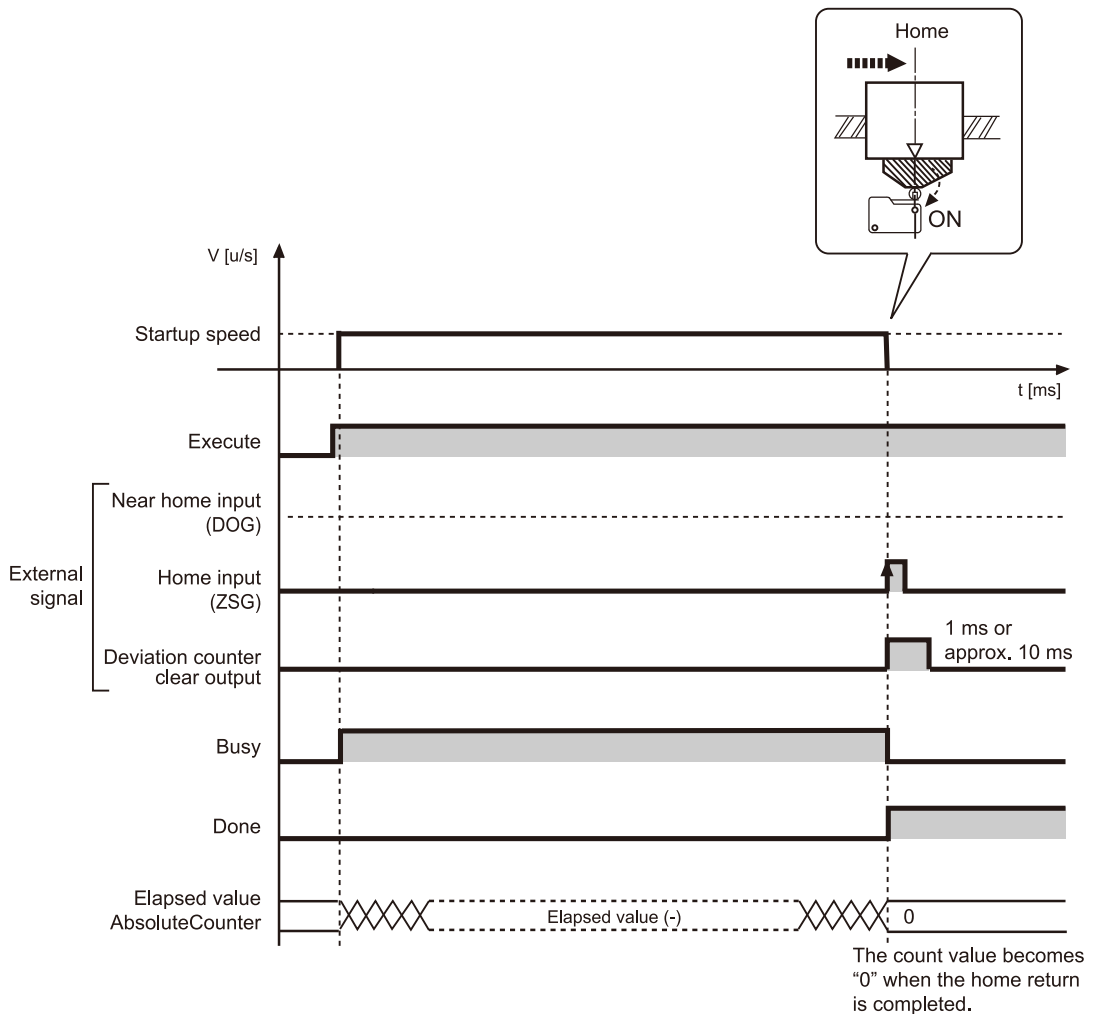 Home
ON
V [u/s]
Startup speed
t [ms]
Execute
Near home input
(DOG)
External
signal
Home input
(ZSG)
1 ms or
approx. 10 ms
Deviation counter
clear output
Busy
Done
Elapsed value
AbsoluteCounter
Elapsed value (-)
0
The count value becomes
“0” when the home return
is completed.